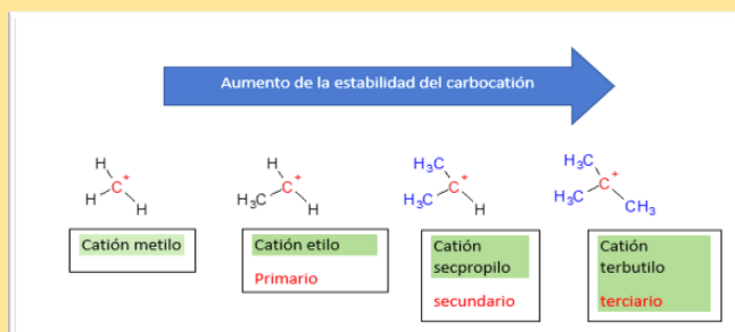 Aumento de la estabilidad del carbocatión
H
H
C
+
H
H
H₃C
C
+
H
H₃C
H₃C
C
+
H
H₃C
H₃C
C
+
CH₃
Catión metilo
Catión etilo
Primario
Catión
secpropilo
secundario
Catión
terbutilo
terciario